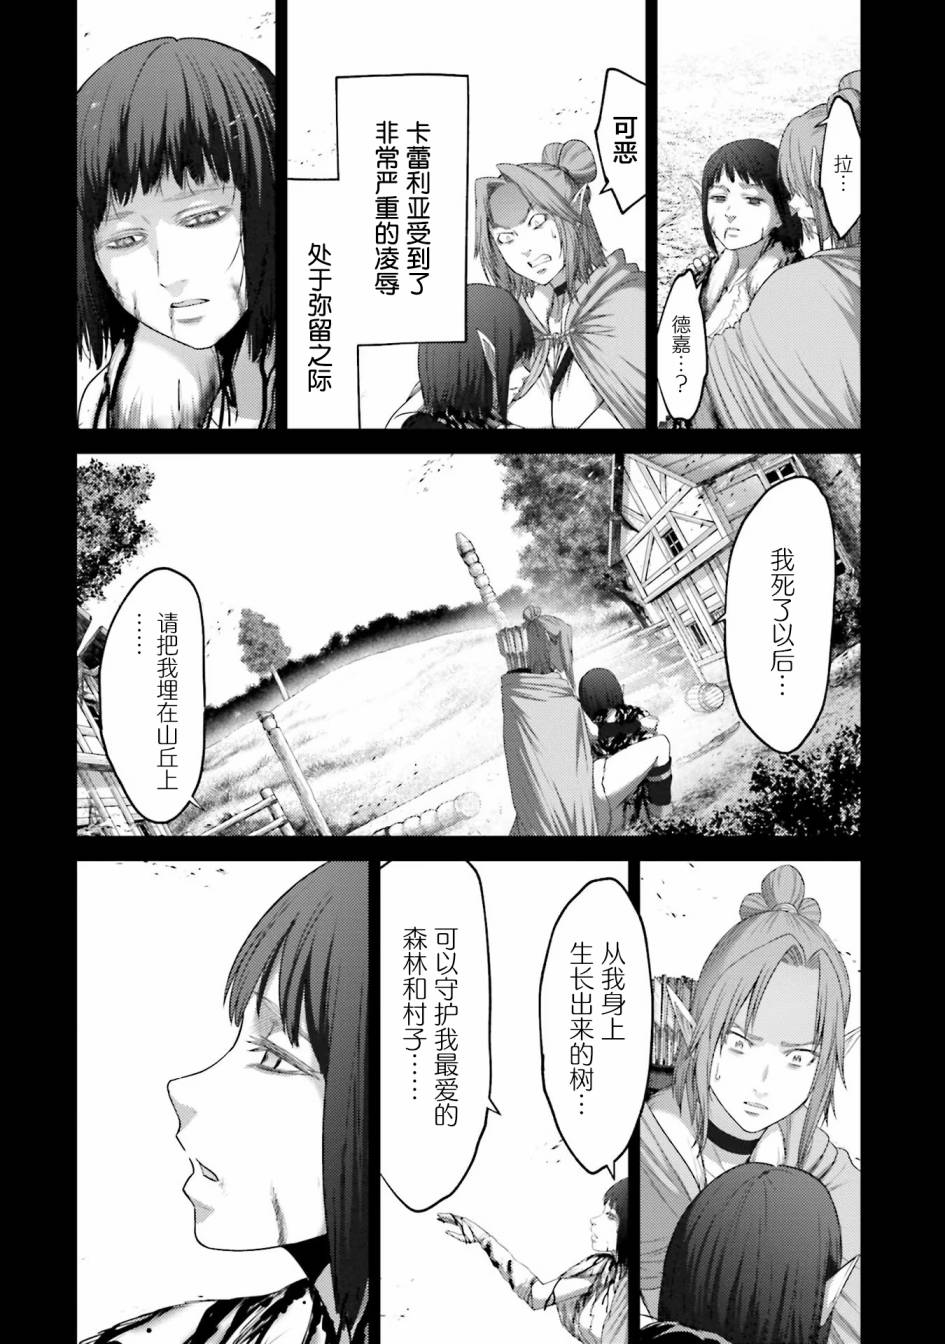 拉…
德嘉…?
可恶
卡蕾利亚受到了
非常严重的凌辱
处于弥留之际
我死了以后…
请把我埋在山丘上
……
从我身上
生长出来的树…
可以守护我最爱的
森林和村子……